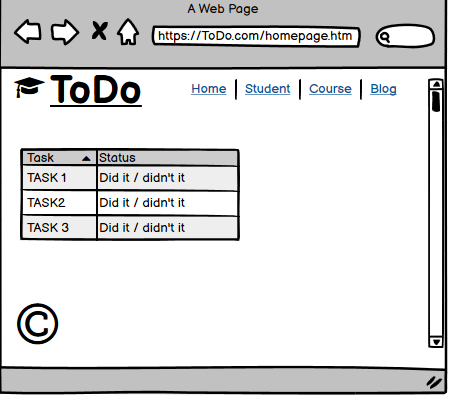 A Web Page
https://ToDo.com/homepage.htm
ToDo
Home | Student | Course | Blog
Task Status
TASK 1 Did it / didn't it
TASK2 Did it / didn't it
TASK 3 Did it / didn't it
©